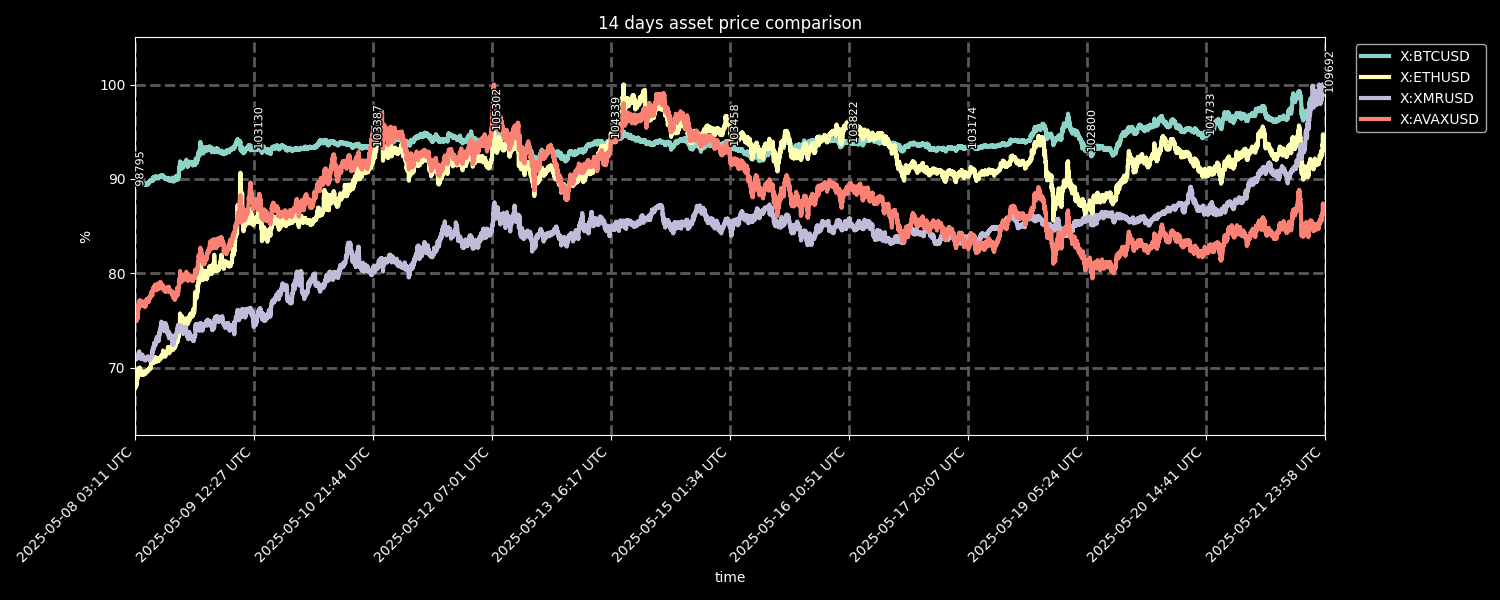 14 days asset price comparison
X:BTCUSD
X:ETHUSD
X:XMRUSD
X:AVAXUSD
100
90
80
70
%
98795
103130
103387
105302
104339
103458
103822
103174
102800
104733
109692
2025-05-08 03:11 UTC
2025-05-09 12:27 UTC
2025-05-10 21:44 UTC
2025-05-12 07:01 UTC
2025-05-13 16:17 UTC
2025-05-15 01:34 UTC
2025-05-16 10:51 UTC
2025-05-17 20:07 UTC
2025-05-19 05:24 UTC
2025-05-20 14:41 UTC
2025-05-21 23:58 UTC
time